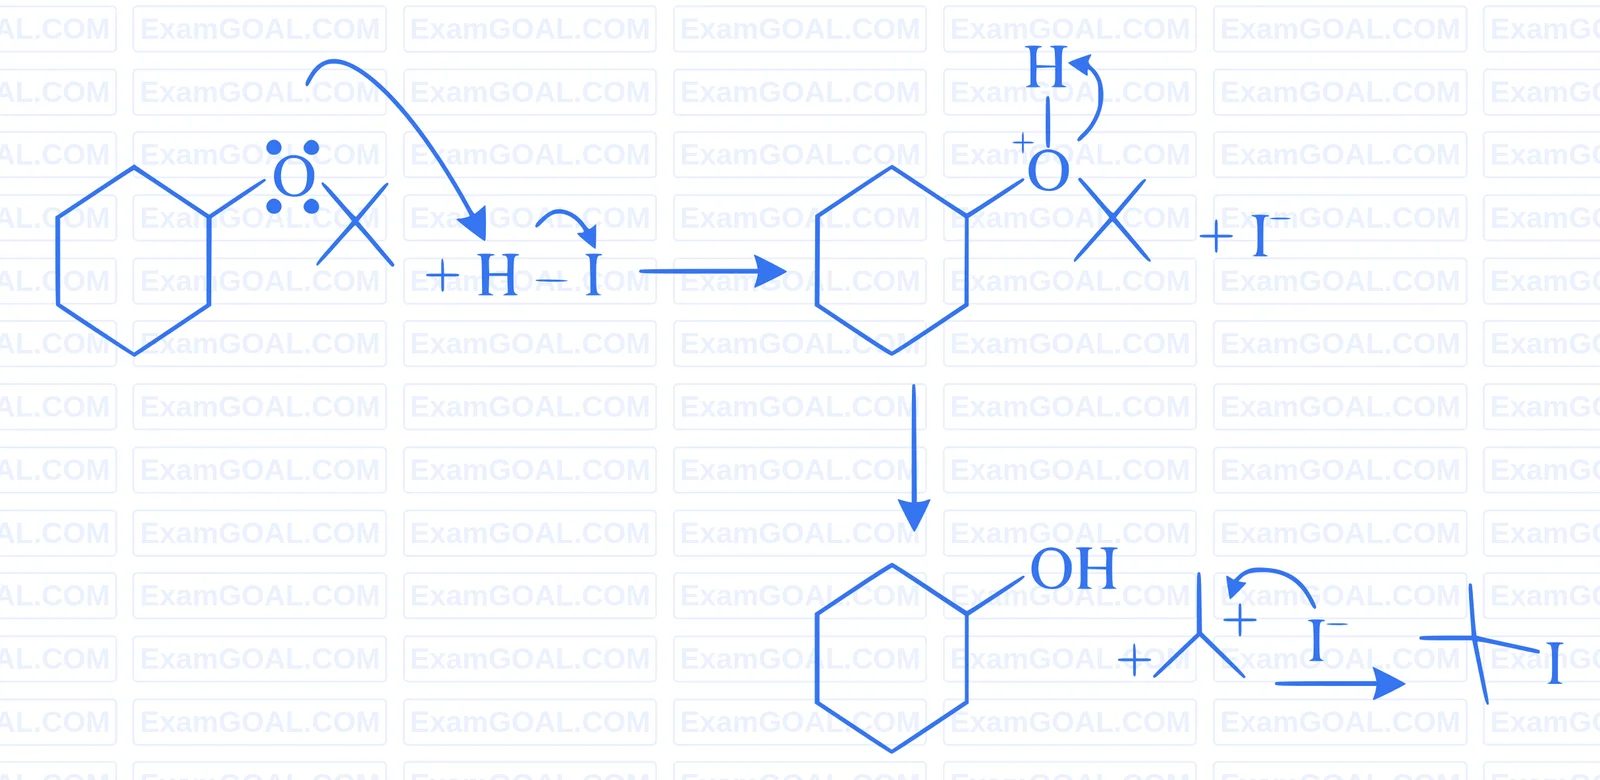 H
+
O
O
+ H – I
+ I⁻
OH
+
+
I⁻
I
ExamGOAL.COM